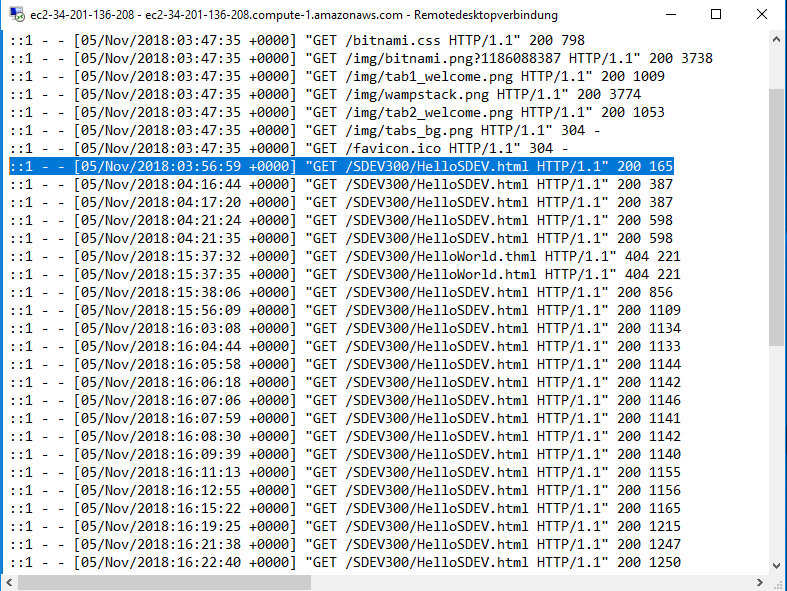 ec2-34-201-136-208 - ec2-34-201-136-208.compute-1.amazonaws.com - Remotedesktopverbindung
::1 - - [05/Nov/2018:03:47:35 +0000] "GET /bitnami.css HTTP/1.1" 200 798
::1 - - [05/Nov/2018:03:47:35 +0000] "GET /img/bitnami.png?1186088387 HTTP/1.1" 200 3738
::1 - - [05/Nov/2018:03:47:35 +0000] "GET /img/tab1_welcome.png HTTP/1.1" 200 1009
::1 - - [05/Nov/2018:03:47:35 +0000] "GET /img/wampstack.png HTTP/1.1" 200 3774
::1 - - [05/Nov/2018:03:47:35 +0000] "GET /img/tab2_welcome.png HTTP/1.1" 200 1053
::1 - - [05/Nov/2018:03:47:35 +0000] "GET /img/tabs_bg.png HTTP/1.1" 304 -
::1 - - [05/Nov/2018:03:47:35 +0000] "GET /favicon.ico HTTP/1.1" 304 -
::1 - - [05/Nov/2018:03:56:59 +0000] "GET /SDEV300/HelloSDEV.html HTTP/1.1" 200 165
::1 - - [05/Nov/2018:04:16:44 +0000] "GET /SDEV300/HelloSDEV.html HTTP/1.1" 200 387
::1 - - [05/Nov/2018:04:17:20 +0000] "GET /SDEV300/HelloSDEV.html HTTP/1.1" 200 387
::1 - - [05/Nov/2018:04:21:24 +0000] "GET /SDEV300/HelloSDEV.html HTTP/1.1" 200 598
::1 - - [05/Nov/2018:04:21:35 +0000] "GET /SDEV300/HelloSDEV.html HTTP/1.1" 200 598
::1 - - [05/Nov/2018:15:37:32 +0000] "GET /SDEV300/HelloWorld.thml HTTP/1.1" 404 221
::1 - - [05/Nov/2018:15:37:35 +0000] "GET /SDEV300/HelloWorld.html HTTP/1.1" 404 221
::1 - - [05/Nov/2018:15:38:06 +0000] "GET /SDEV300/HelloSDEV.html HTTP/1.1" 200 856
::1 - - [05/Nov/2018:15:56:09 +0000] "GET /SDEV300/HelloSDEV.html HTTP/1.1" 200 1109
::1 - - [05/Nov/2018:16:03:08 +0000] "GET /SDEV300/HelloSDEV.html HTTP/1.1" 200 1134
::1 - - [05/Nov/2018:16:04:44 +0000] "GET /SDEV300/HelloSDEV.html HTTP/1.1" 200 1133
::1 - - [05/Nov/2018:16:05:58 +0000] "GET /SDEV300/HelloSDEV.html HTTP/1.1" 200 1144
::1 - - [05/Nov/2018:16:06:18 +0000] "GET /SDEV300/HelloSDEV.html HTTP/1.1" 200 1142
::1 - - [05/Nov/2018:16:07:06 +0000] "GET /SDEV300/HelloSDEV.html HTTP/1.1" 200 1146
::1 - - [05/Nov/2018:16:07:59 +0000] "GET /SDEV300/HelloSDEV.html HTTP/1.1" 200 1141
::1 - - [05/Nov/2018:16:08:30 +0000] "GET /SDEV300/HelloSDEV.html HTTP/1.1" 200 1142
::1 - - [05/Nov/2018:16:09:39 +0000] "GET /SDEV300/HelloSDEV.html HTTP/1.1" 200 1140
::1 - - [05/Nov/2018:16:11:13 +0000] "GET /SDEV300/HelloSDEV.html HTTP/1.1" 200 1155
::1 - - [05/Nov/2018:16:12:55 +0000] "GET /SDEV300/HelloSDEV.html HTTP/1.1" 200 1156
::1 - - [05/Nov/2018:16:15:22 +0000] "GET /SDEV300/HelloSDEV.html HTTP/1.1" 200 1165
::1 - - [05/Nov/2018:16:19:25 +0000] "GET /SDEV300/HelloSDEV.html HTTP/1.1" 200 1215
::1 - - [05/Nov/2018:16:21:38 +0000] "GET /SDEV300/HelloSDEV.html HTTP/1.1" 200 1247
::1 - - [05/Nov/2018:16:22:40 +0000] "GET /SDEV300/HelloSDEV.html HTTP/1.1" 200 1250